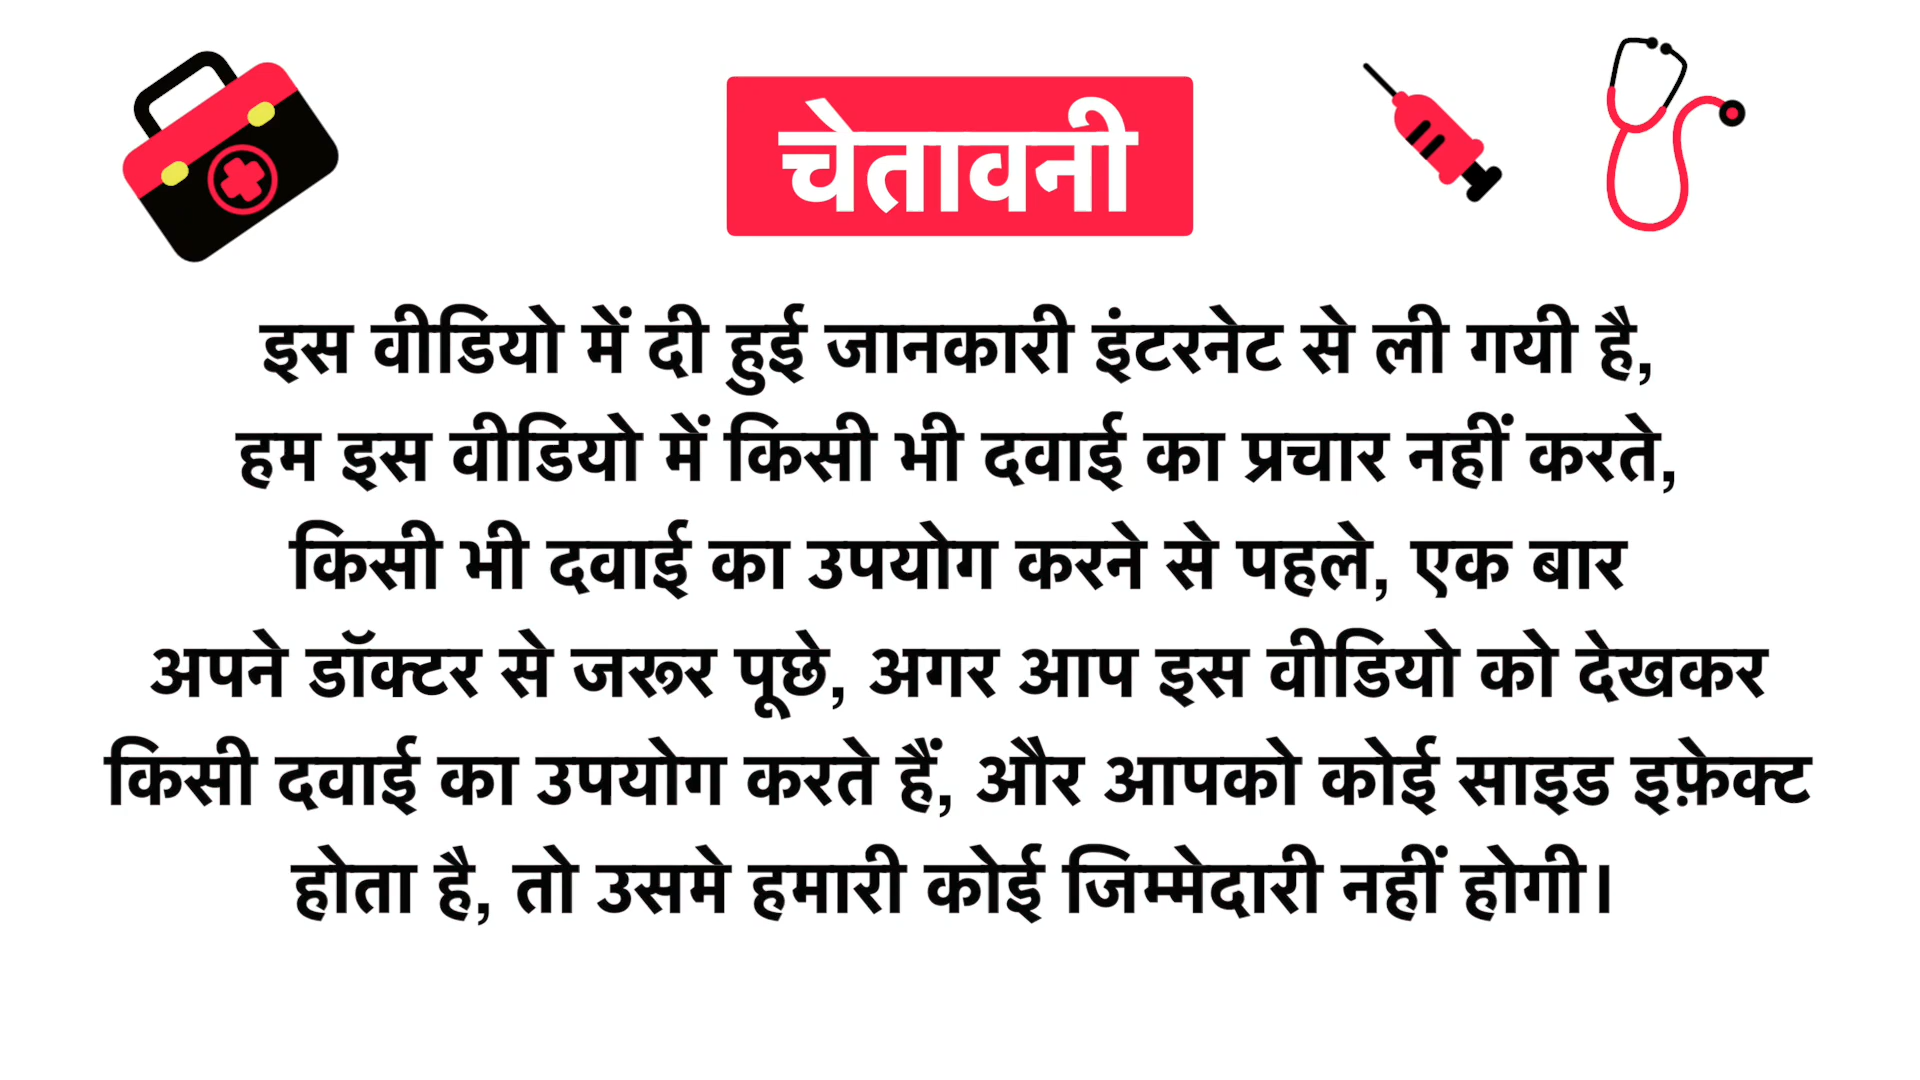 चेतावनी
इस वीडियो में दी हुई जानकारी इंटरनेट से ली गयी है,
हम इस वीडियो में किसी भी दवाई का प्रचार नहीं करते,
किसी भी दवाई का उपयोग करने से पहले, एक बार
अपने डॉक्टर से जरूर पूछे, अगर आप इस वीडियो को देखकर
किसी दवाई का उपयोग करते हैं, और आपको कोई साइड इफ़ेक्ट
होता है, तो उसमे हमारी कोई जिम्मेदारी नहीं होगी।